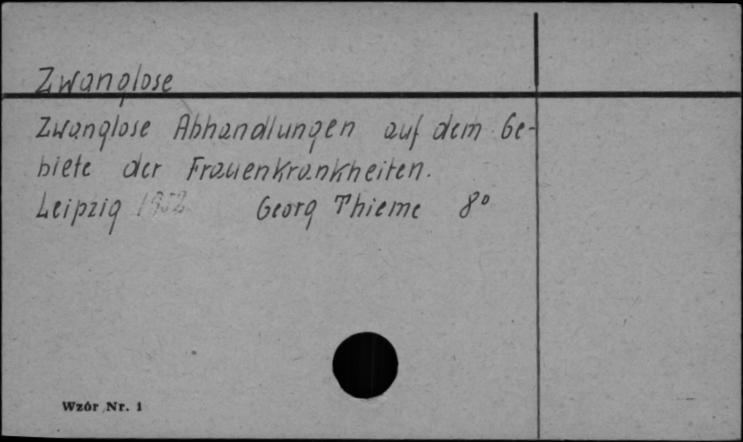 Zwanglose
Zwanglose Abhandlungen auf dem Ge-
biete der Frauenkrankheiten.
Leipzig Georg Thieme 8°
Wzór Nr. 1